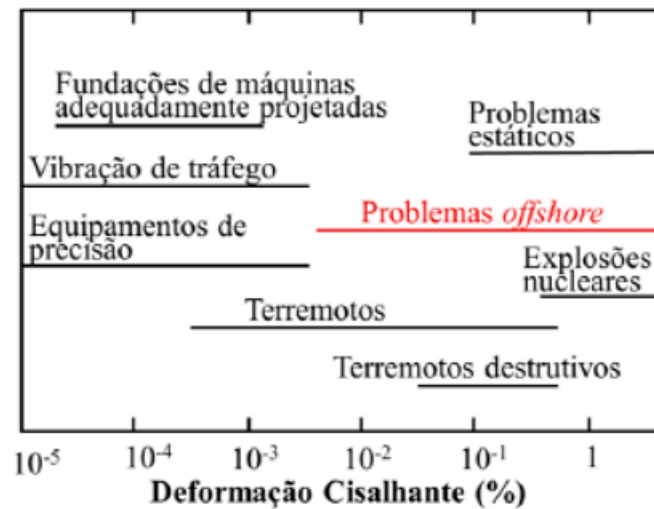 Fundações de máquinas
adequadamente projetadas
Problemas
estáticos
Vibração de tráfego
Problemas offshore
Equipamentos de
precisão
Explosões
nucleares
Terremotos
Terremotos destrutivos
10-5 10-4 10-3 10-2 10-1 1
Deformação Cisalhante (%)